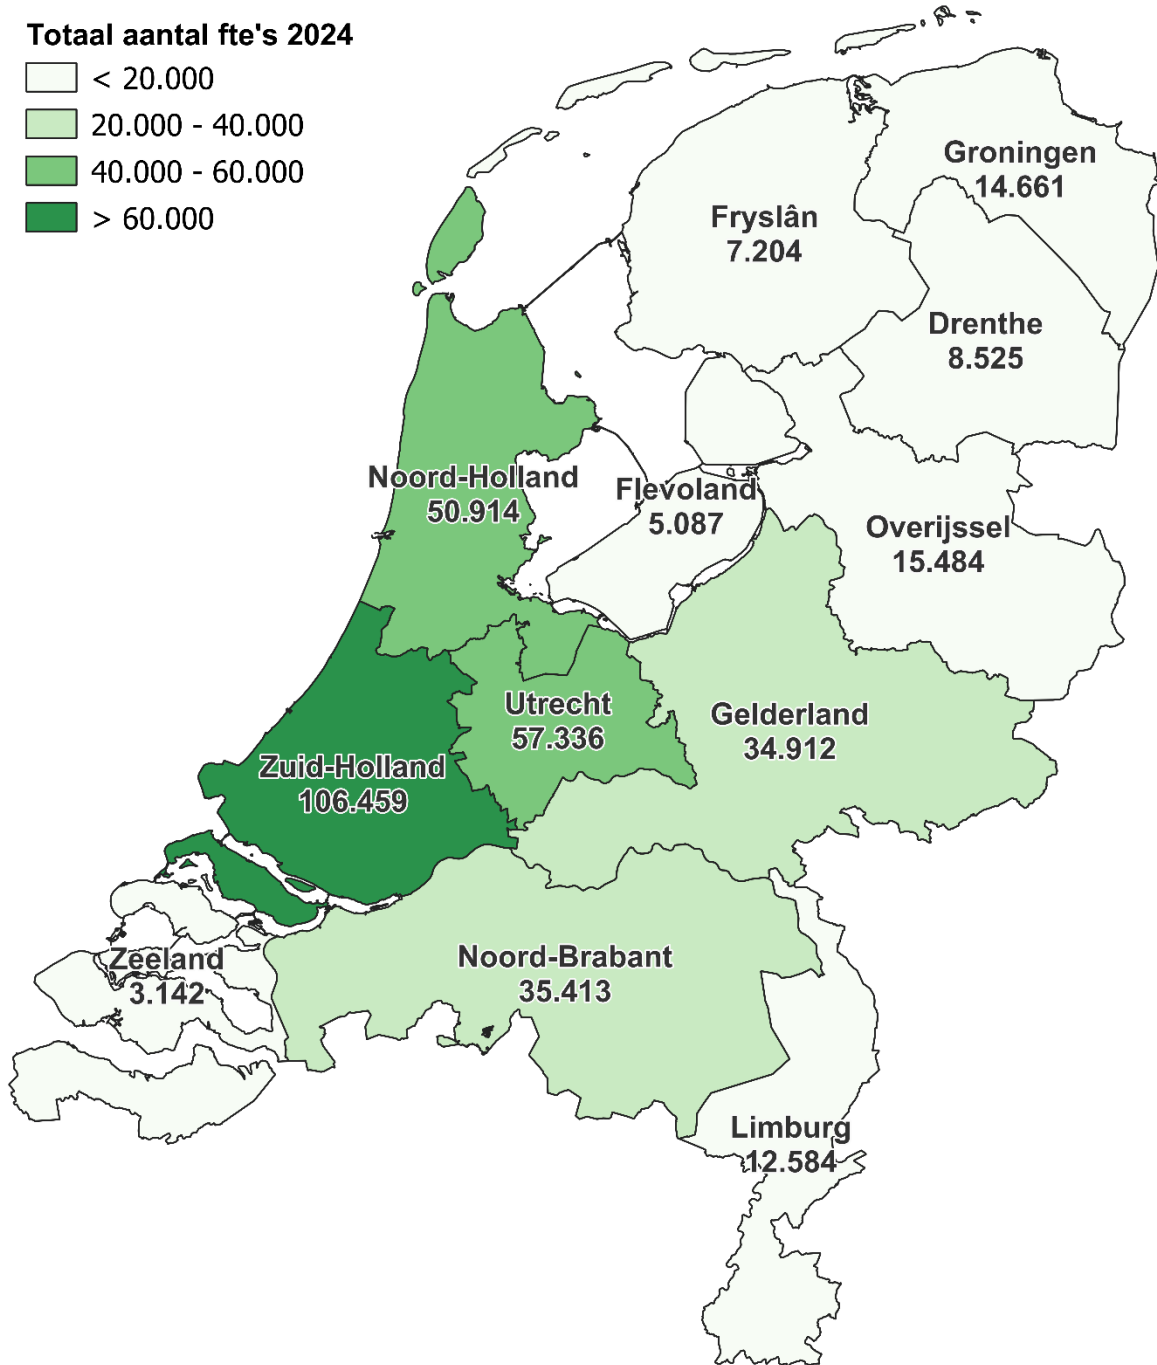 Totaal aantal fte's 2024
< 20.000
20.000 - 40.000
40.000 - 60.000
> 60.000
Groningen
14.661
Fryslân
7.204
Drenthe
8.525
Noord-Holland
50.914
Flevoland
5.087
Overijssel
15.484
Utrecht
57.336
Gelderland
34.912
Zuid-Holland
106.459
Zeeland
3.142
Noord-Brabant
35.413
Limburg
12.584